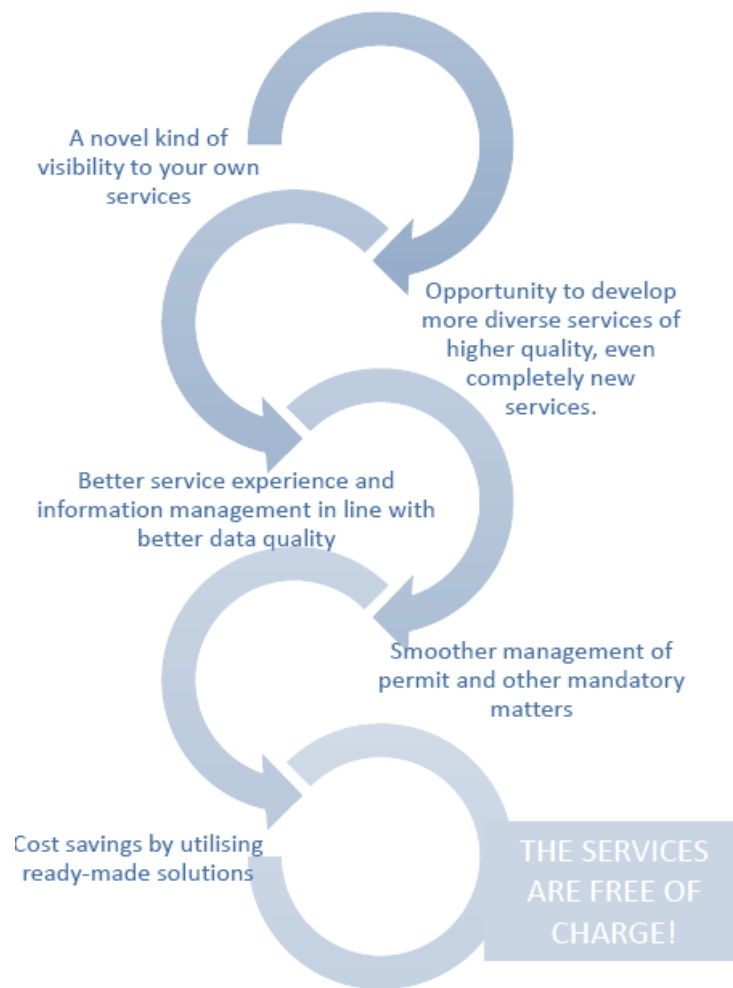 A novel kind of
visibility to your own
services
Opportunity to develop
more diverse services of
higher quality, even
completely new
services.
Better service experience and
information management in line with
better data quality
Smoother management of
permit and other mandatory
matters
Cost savings by utilising
ready-made solutions
THE SERVICES
ARE FREE OF
CHARGE!